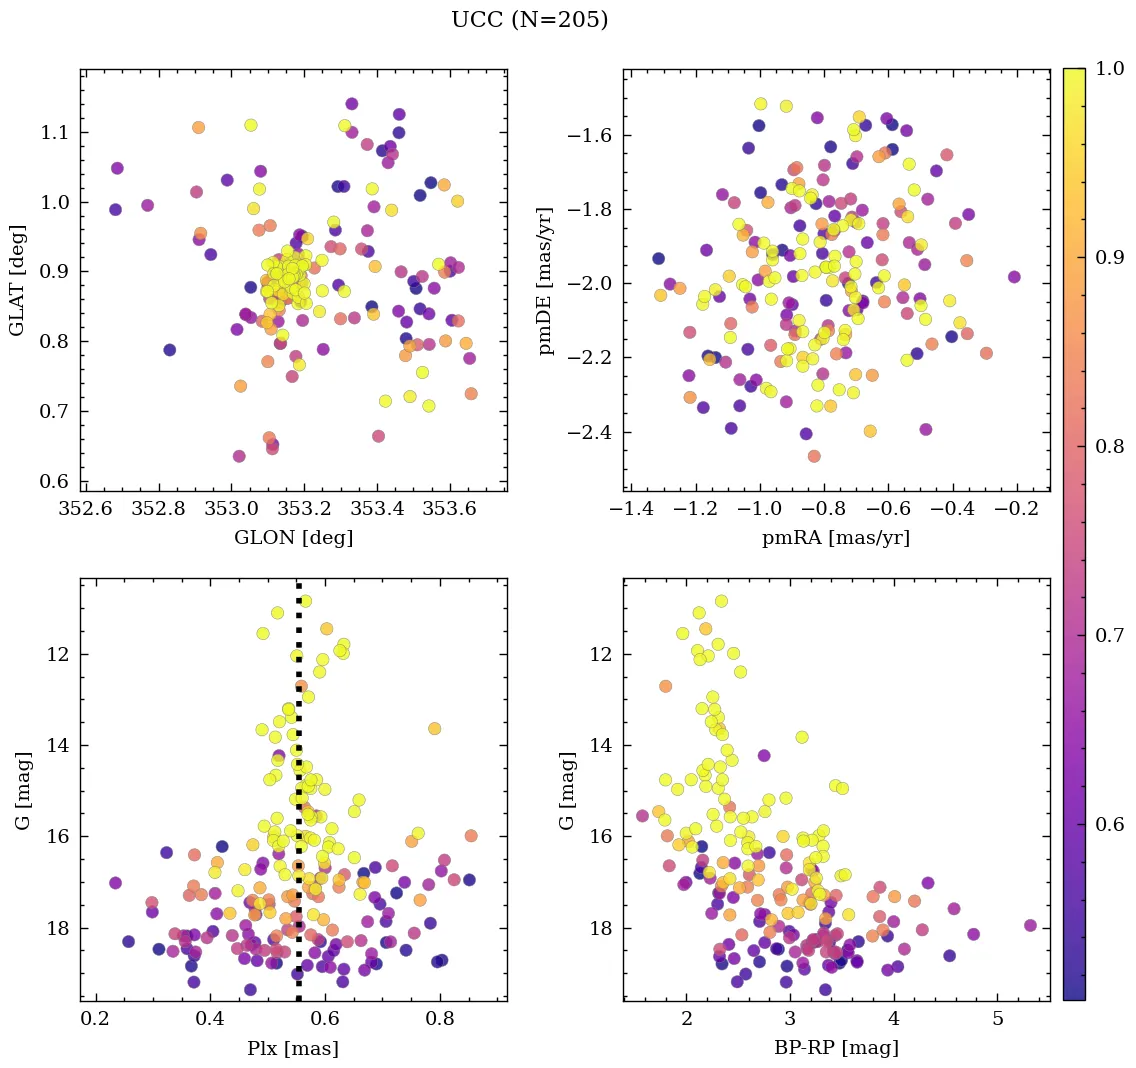 UCC (N=205)
1.1
1.0
0.9
0.8
0.7
0.6
GLAT [deg]
352.6 352.8 353.0 353.2 353.4 353.6
GLON [deg]
−1.6
−1.8
−2.0
−2.2
−2.4
pmDE [mas/yr]
−1.4 −1.2 −1.0 −0.8 −0.6 −0.4 −0.2
pmRA [mas/yr]
1.0
0.9
0.8
0.7
0.6
12
14
16
18
G [mag]
0.2 0.4 0.6 0.8
Plx [mas]
12
14
16
18
G [mag]
2 3 4 5
BP-RP [mag]